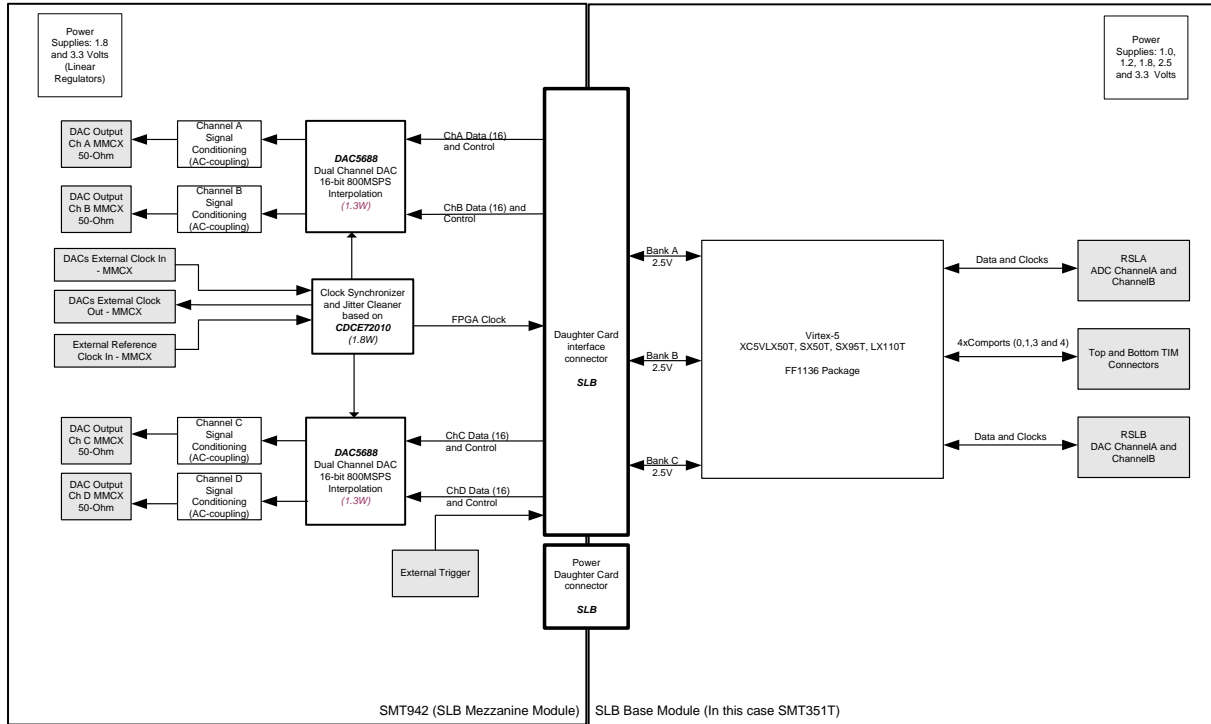 Power
Supplies: 1.8
and 3.3 Volts
(Linear
Regulators)
Power
Supplies: 1.0,
1.2, 1.8, 2.5
and 3.3 Volts
DAC Output
Ch A MMCX
50-Ohm
Channel A
Signal
Conditioning
(AC-coupling)
DAC Output
Ch B MMCX
50-Ohm
Channel B
Signal
Conditioning
(AC-coupling)
DAC5688
Dual Channel DAC
16-bit 800MSPS
Interpolation
(1.3W)
ChA Data (16)
and Control
ChB Data (16) and
Control
DACs External Clock In
- MMCX
DACs External Clock
Out - MMCX
External Reference
Clock In - MMCX
Clock Synchronizer
and Jitter Cleaner
based on
CDCE72010
(1.8W)
FPGA Clock
DAC Output
Ch C MMCX
50-Ohm
Channel C
Signal
Conditioning
(AC-coupling)
DAC Output
Ch D MMCX
50-Ohm
Channel D
Signal
Conditioning
(AC-coupling)
DAC5688
Dual Channel DAC
16-bit 800MSPS
Interpolation
(1.3W)
ChC Data (16)
and Control
ChD Data (16)
and Control
External Trigger
Daughter Card
interface
connector
SLB
Power
Daughter Card
connector
SLB
Bank A
2.5V
Bank B
2.5V
Bank C
2.5V
Virtex-5
XC5VLX50T, SX50T, SX95T, LX110T
FF1136 Package
Data and Clocks
RSLA
ADC ChannelA and
ChannelB
4xComports (0,1,3 and 4)
Top and Bottom TIM
Connectors
Data and Clocks
RSLB
DAC ChannelA and
ChannelB
SMT942 (SLB Mezzanine Module)
SLB Base Module (In this case SMT351T)